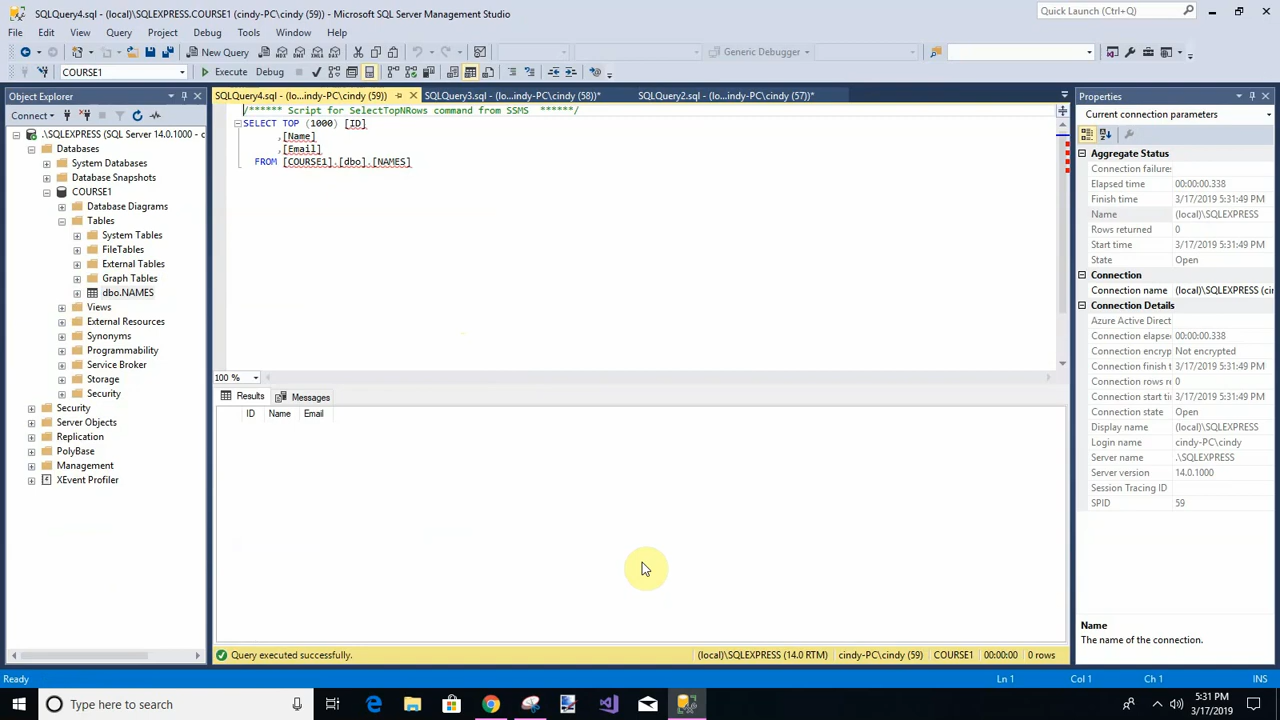 SQLQuery4.sql - (local)\SQLEXPRESS.COURSE1 (cindy-PC\cindy (59)) - Microsoft SQL Server Management Studio
Quick Launch (Ctrl+Q)
File Edit View Query Project Debug Tools Window Help
New Query
Generic Debugger
COURSE1
Execute Debug
Object Explorer
Connect
.\SQLEXPRESS (SQL Server 14.0.1000 - c
Databases
System Databases
Database Snapshots
COURSE1
Database Diagrams
Tables
System Tables
FileTables
External Tables
Graph Tables
dbo.NAMES
Views
External Resources
Synonyms
Programmability
Service Broker
Storage
Security
Security
Server Objects
Replication
PolyBase
Management
XEvent Profiler
SQLQuery4.sql - (lo...indy-PC\cindy (59))
SQLQuery3.sql - (lo...indy-PC\cindy (58))*
SQLQuery2.sql - (lo...indy-PC\cindy (57))*
/****** Script for SelectTopNRows command from SSMS ******/
SELECT TOP (1000) [ID]
,[Name]
,[Email]
FROM [COURSE1].[dbo].[NAMES]
100 %
Results Messages
ID Name Email
Query executed successfully.
(local)\SQLEXPRESS (14.0 RTM) cindy-PC\cindy (59) COURSE1 00:00:00 0 rows
Properties
Current connection parameters
Aggregate Status
Connection failures
Elapsed time 00:00:00.338
Finish time 3/17/2019 5:31:49 PM
Name (local)\SQLEXPRESS
Rows returned 0
Start time 3/17/2019 5:31:49 PM
State Open
Connection
Connection name (local)\SQLEXPRESS (cin
Connection Details
Azure Active Direct
Connection elapse 00:00:00.338
Connection encryp Not encrypted
Connection finish t 3/17/2019 5:31:49 PM
Connection rows re 0
Connection start tim 3/17/2019 5:31:49 PM
Connection state Open
Display name (local)\SQLEXPRESS
Login name cindy-PC\cindy
Server name .\SQLEXPRESS
Server version 14.0.1000
Session Tracing ID
SPID 59
Name
The name of the connection.
Ready
Ln 1 Col 1 Ch 1 INS
Type here to search
5:31 PM
3/17/2019